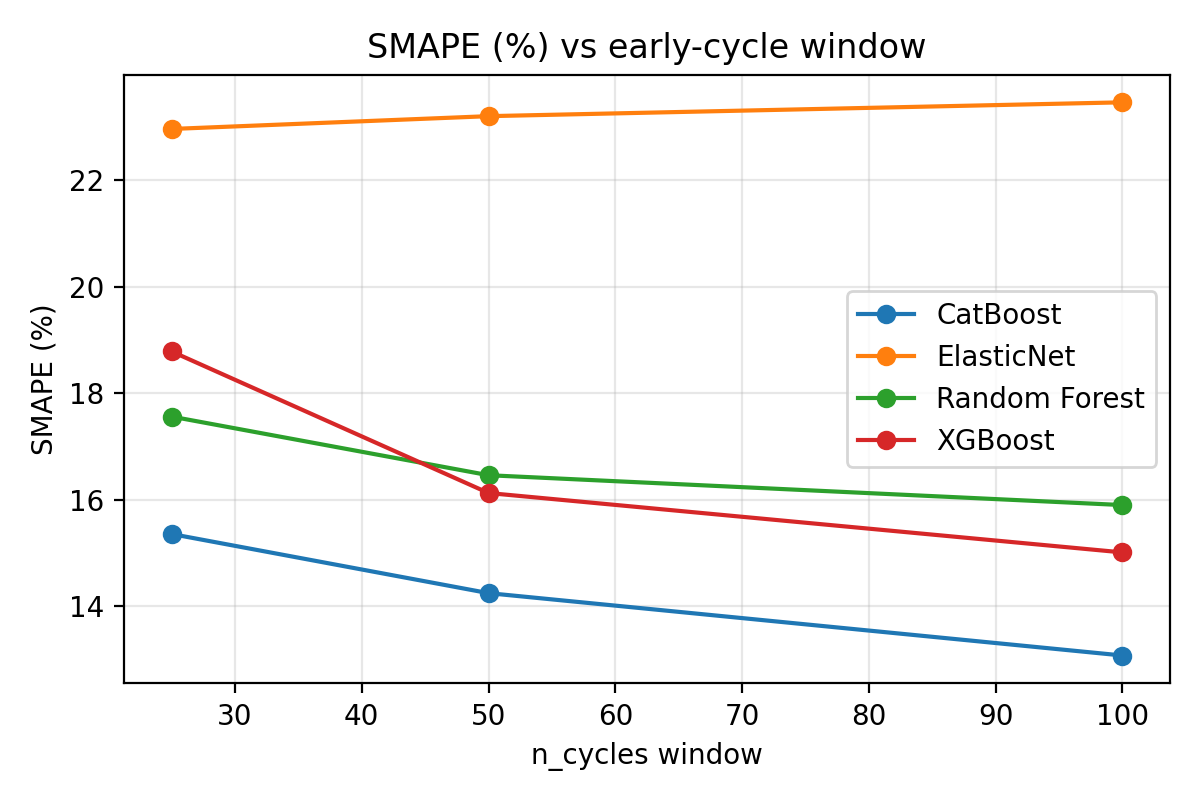 SMAPE (%) vs early-cycle window
SMAPE (%)
22
20
18
16
14
CatBoost
ElasticNet
Random Forest
XGBoost
30 40 50 60 70 80 90 100
n_cycles window